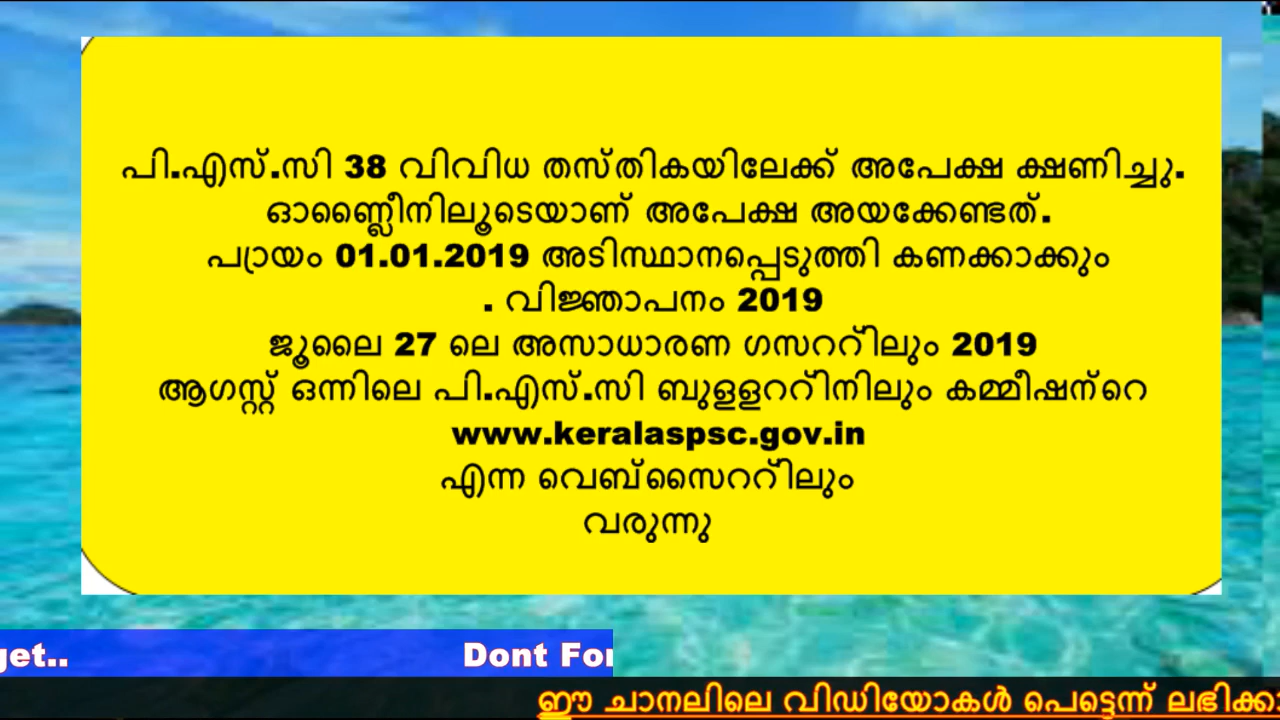 പി.എസ്.സി 38 വിവിധ തസ്തികയിലേക്ക് അപേക്ഷ ക്ഷണിച്ചു.
ഓണ്ലൈനിലൂടെയാണ് അപേക്ഷ അയക്കേണ്ടത്.
പ്രായം 01.01.2019 അടിസ്ഥാനപ്പെടുത്തി കണക്കാക്കും
. വിജ്ഞാപനം 2019
ജൂലൈ 27 ലെ അസാധാരണ ഗസററ്റിലും 2019
ആഗസ്റ്റ് ഒന്നിലെ പി.എസ്.സി ബുളളററ്റിനിലും കമ്മീഷന്റെ
www.keralaspsc.gov.in
എന്ന വെബ്സൈററ്റിലും
വരുന്നു
get.. Dont For
ഈ ചാനലിലെ വിഡിയോകൾ പെട്ടെന്ന് ലഭിക്കാ